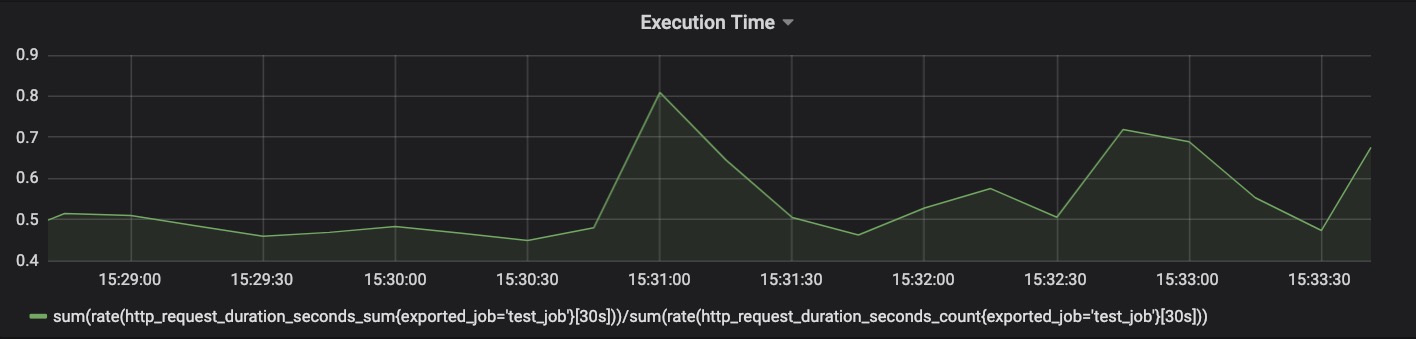 Execution Time
0.9
0.8
0.7
0.6
0.5
0.4
15:29:00 15:29:30 15:30:00 15:30:30 15:31:00 15:31:30 15:32:00 15:32:30 15:33:00 15:33:30
sum(rate(http_request_duration_seconds_sum{exported_job='test_job'}[30s]))/sum(rate(http_request_duration_seconds_count{exported_job='test_job'}[30s]))